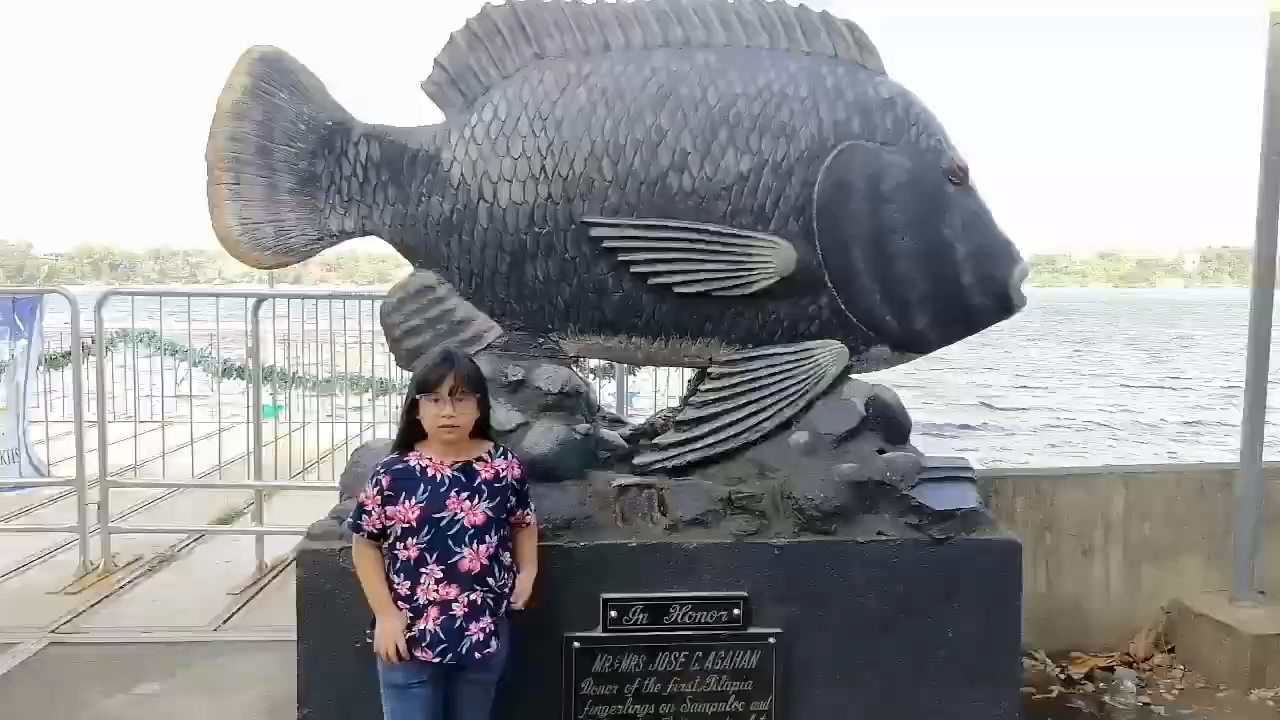 In Honor
MR.&MRS. JOSE C. AGAHAN
Donor of the first Tilapia
fingerlings on Sampaloc and